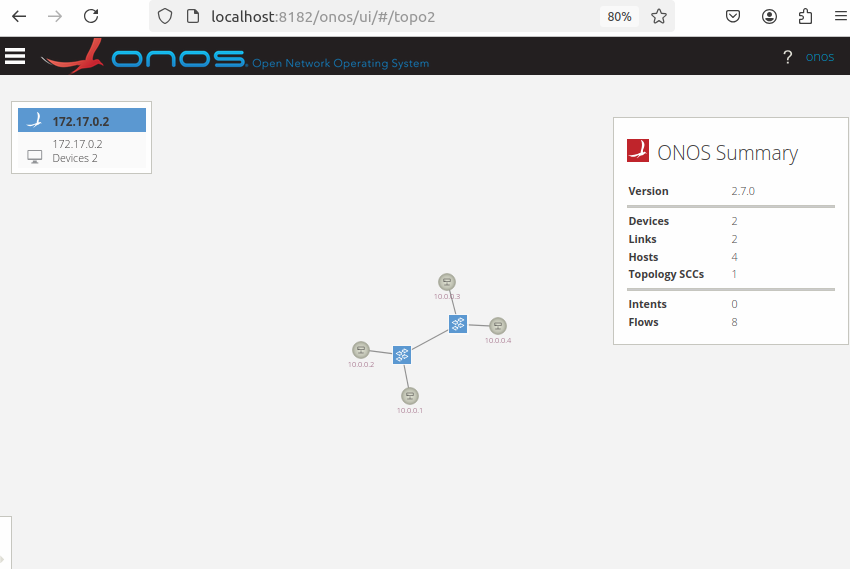 localhost:8182/onos/ui/#/topo2
80%
onos Open Network Operating System
? onos
172.17.0.2
172.17.0.2
Devices 2
ONOS Summary
Version 2.7.0
Devices 2
Links 2
Hosts 4
Topology SCCs 1
Intents 0
Flows 8
10.0.0.3
10.0.0.4
10.0.0.2
10.0.0.1